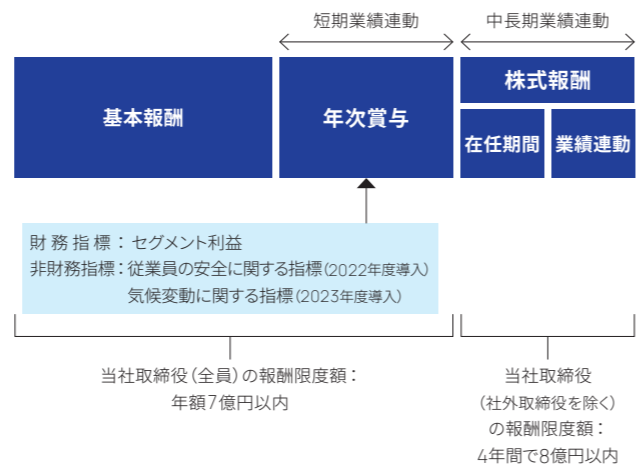 短期業績連動
中長期業績連動
基本報酬
年次賞与
株式報酬
在任期間
業績連動
財務指標：セグメント利益
非財務指標：従業員の安全に関する指標（2022年度導入）
気候変動に関する指標（2023年度導入）
当社取締役（全員）の報酬限度額：
年額7億円以内
当社取締役
（社外取締役を除く）
の報酬限度額：
4年間で8億円以内